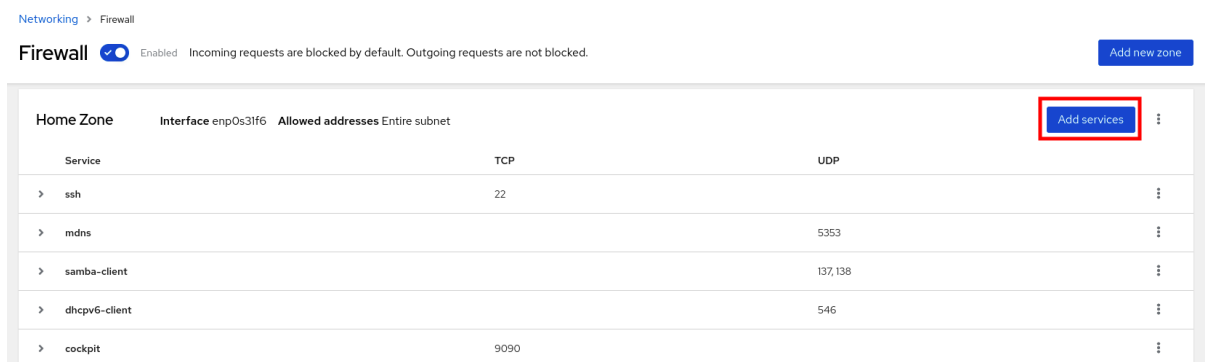 Networking > Firewall
Firewall Enabled Incoming requests are blocked by default. Outgoing requests are not blocked. Add new zone
Home Zone Interface enp0s31f6 Allowed addresses Entire subnet Add services
Service TCP UDP
ssh 22
mdns 5353
samba-client 137, 138
dhcpv6-client 546
cockpit 9090